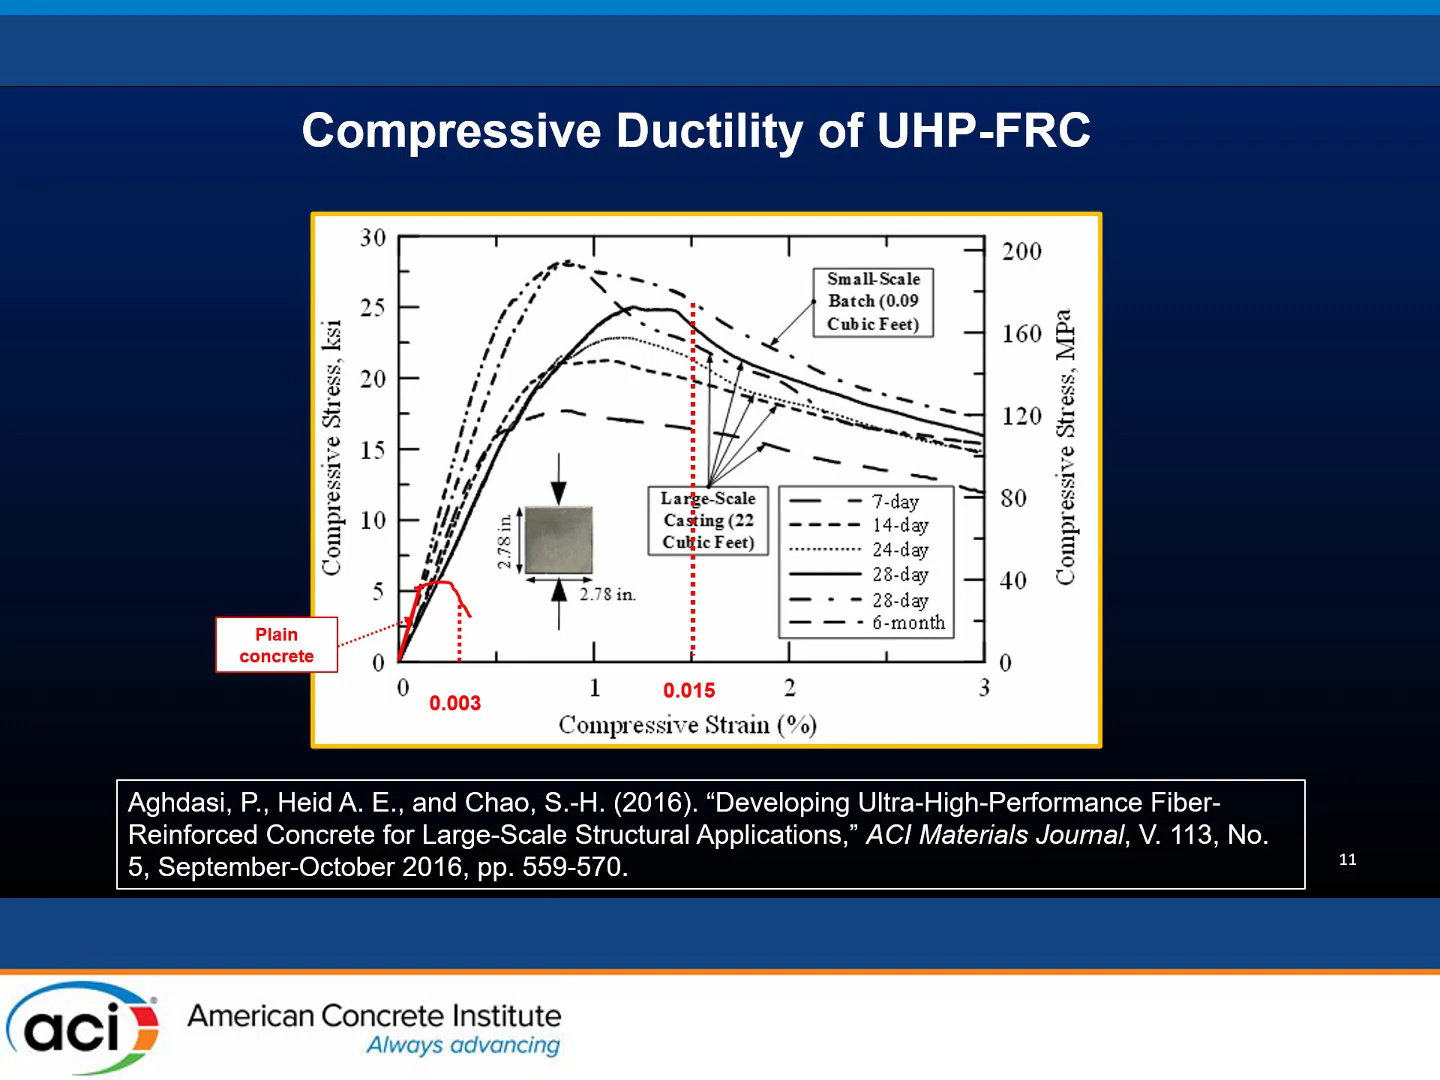 Compressive Ductility of UHP-FRC
30
25
20
15
10
5
0
Compressive Stress, ksi
200
160
120
80
40
0
Compressive Stress, MPa
Small-Scale
Batch (0.09
Cubic Feet)
Large-Scale
Casting (22
Cubic Feet)
2.78 in.
2.78 in.
7-day
14-day
24-day
28-day
28-day
6-month
Plain
concrete
0
1
2
3
0.003
0.015
Compressive Strain (%)
Aghdasi, P., Heid A. E., and Chao, S.-H. (2016). “Developing Ultra-High-Performance Fiber-
Reinforced Concrete for Large-Scale Structural Applications,” ACI Materials Journal, V. 113, No.
5, September-October 2016, pp. 559-570.
11
aci®
American Concrete Institute
Always advancing